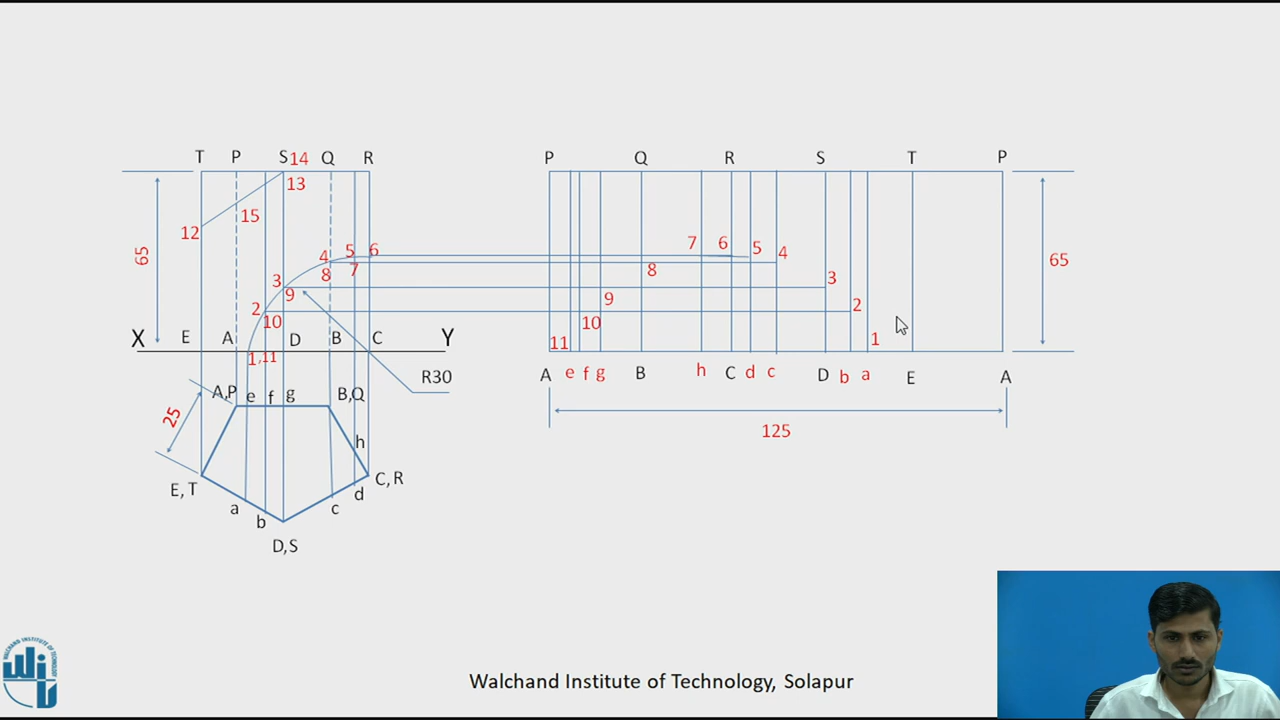 T P S 14 Q R
13
15
12
65
4 5 6
8 7
3
9
2
10
X E A D B C Y
1,11
R30
A,P e f g B,Q
25
h
C, R
E, T
d
a c
b
D,S
P Q R S T P
7 6 5 4
65
8
3
9
2
10
11 1
A e f g B h C d c D b a E A
125
Walchand Institute of Technology, Solapur